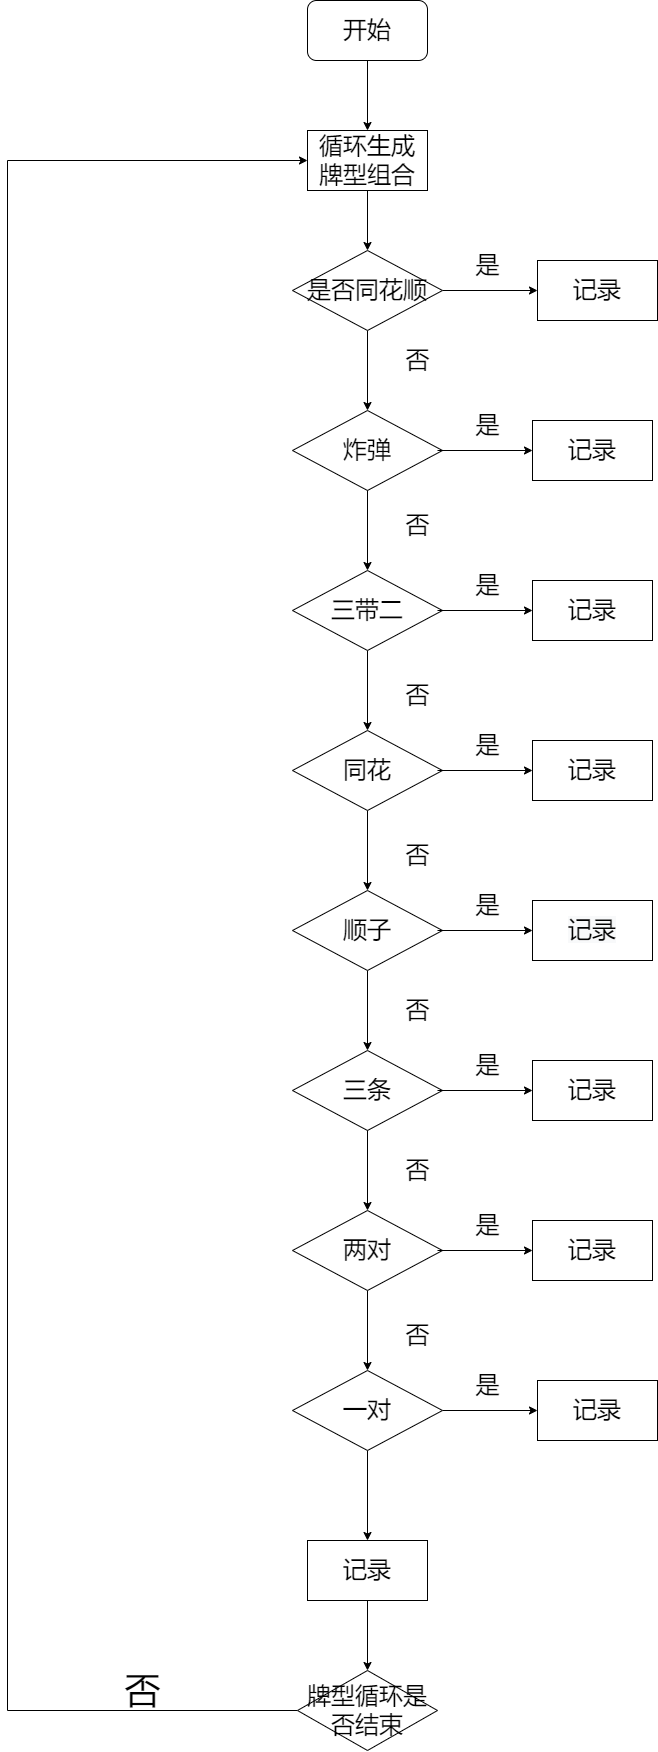 开始
循环生成
牌型组合
是否同花顺
是
记录
否
炸弹
是
记录
否
三带二
是
记录
否
同花
是
记录
否
顺子
是
记录
否
三条
是
记录
否
两对
是
记录
否
一对
是
记录
记录
牌型循环是
否结束
否